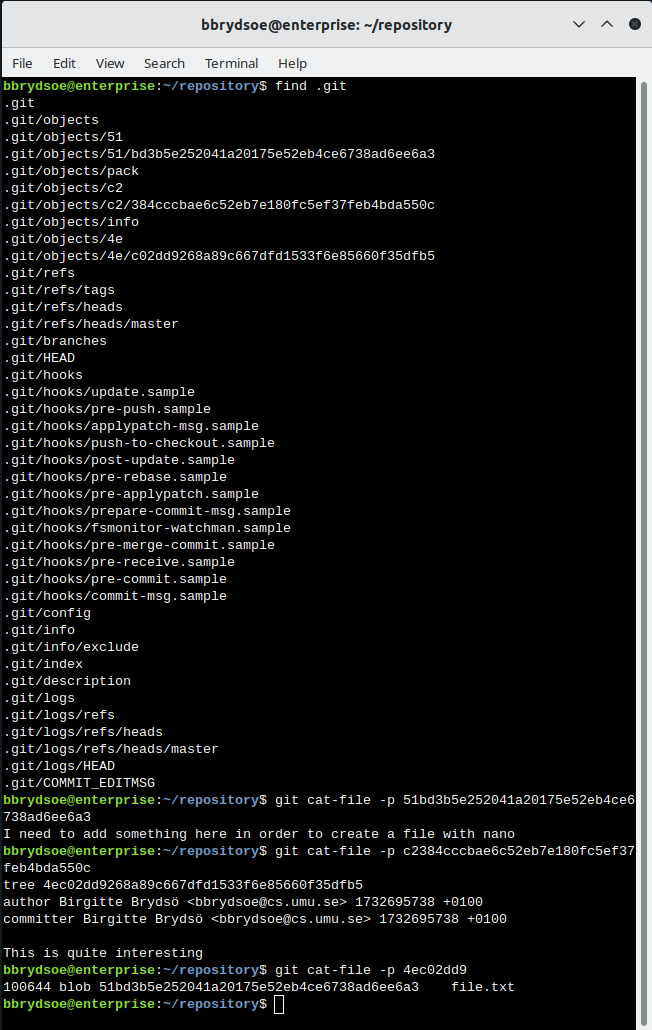 bbrydsoe@enterprise: ~/repository
File Edit View Search Terminal Help
bbrydsoe@enterprise:~/repository$ find .git
.git
.git/objects
.git/objects/51
.git/objects/51/bd3b5e252041a20175e52eb4ce6738ad6ee6a3
.git/objects/pack
.git/objects/c2
.git/objects/c2/384cccbae6c52eb7e180fc5ef37feb4bda550c
.git/objects/info
.git/objects/4e
.git/objects/4e/c02dd9268a89c667dfd1533f6e85660f35dfb5
.git/refs
.git/refs/tags
.git/refs/heads
.git/refs/heads/master
.git/branches
.git/HEAD
.git/hooks
.git/hooks/update.sample
.git/hooks/pre-push.sample
.git/hooks/applypatch-msg.sample
.git/hooks/push-to-checkout.sample
.git/hooks/post-update.sample
.git/hooks/pre-rebase.sample
.git/hooks/pre-applypatch.sample
.git/hooks/prepare-commit-msg.sample
.git/hooks/fsmonitor-watchman.sample
.git/hooks/pre-merge-commit.sample
.git/hooks/pre-receive.sample
.git/hooks/pre-commit.sample
.git/hooks/commit-msg.sample
.git/config
.git/info
.git/info/exclude
.git/index
.git/description
.git/logs
.git/logs/refs
.git/logs/refs/heads
.git/logs/refs/heads/master
.git/logs/HEAD
.git/COMMIT_EDITMSG
bbrydsoe@enterprise:~/repository$ git cat-file -p 51bd3b5e252041a20175e52eb4ce6
738ad6ee6a3
I need to add something here in order to create a file with nano
bbrydsoe@enterprise:~/repository$ git cat-file -p c2384cccbae6c52eb7e180fc5ef37
feb4bda550c
tree 4ec02dd9268a89c667dfd1533f6e85660f35dfb5
author Birgitte Brydsö <bbrydsoe@cs.umu.se> 1732695738 +0100
committer Birgitte Brydsö <bbrydsoe@cs.umu.se> 1732695738 +0100

This is quite interesting
bbrydsoe@enterprise:~/repository$ git cat-file -p 4ec02dd9
100644 blob 51bd3b5e252041a20175e52eb4ce6738ad6ee6a3    file.txt
bbrydsoe@enterprise:~/repository$